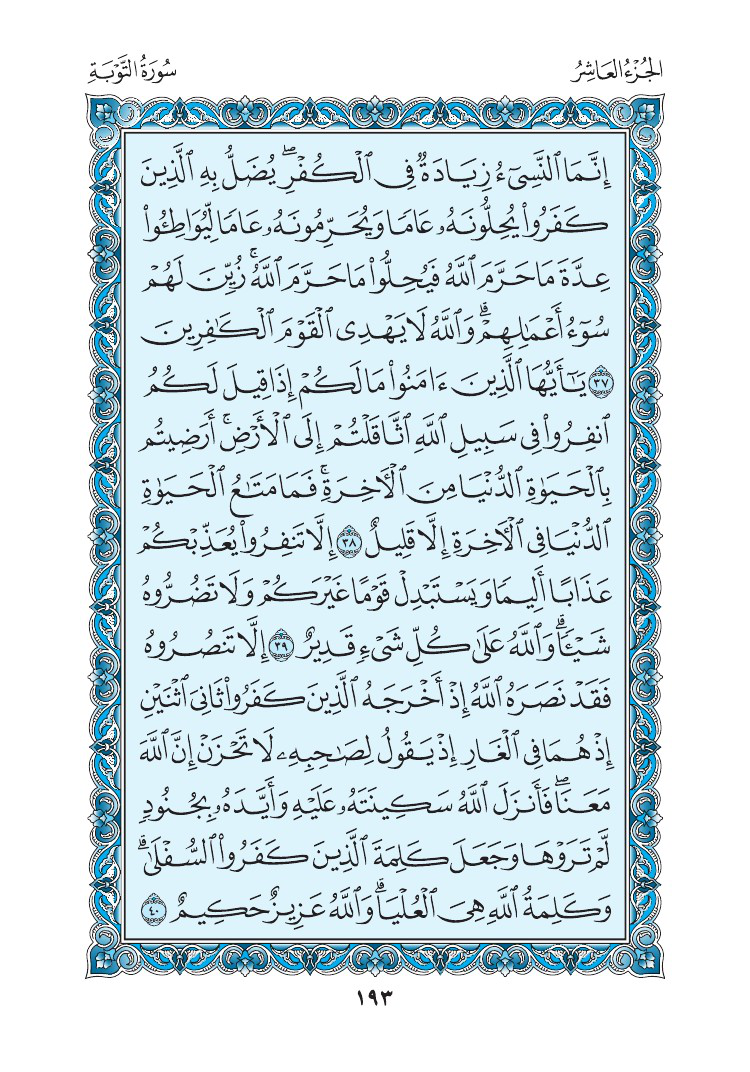 الجُزْءُ العَاشِرُ
سُورَةُ التَّوْبَةِ
إِنَّمَا ٱلنَّسِىٓءُ زِيَادَةٌ فِى ٱلْكُفْرِ ۖ يُضَلُّ بِهِ ٱلَّذِينَ
كَفَرُوا۟ يُحِلُّونَهُۥ عَامًا وَيُحَرِّمُونَهُۥ عَامًا لِّيُوَاطِـُٔوا۟
عِدَّةَ مَا حَرَّمَ ٱللَّهُ فَيُحِلُّوا۟ مَا حَرَّمَ ٱللَّهُ ۚ زُيِّنَ لَهُمْ
سُوٓءُ أَعْمَـٰلِهِمْ ۗ وَٱللَّهُ لَا يَهْدِى ٱلْقَوْمَ ٱلْكَـٰفِرِينَ
٣٧ يَـٰٓأَيُّهَا ٱلَّذِينَ ءَامَنُوا۟ مَا لَكُمْ إِذَا قِيلَ لَكُمُ
ٱنفِرُوا۟ فِى سَبِيلِ ٱللَّهِ ٱثَّاقَلْتُمْ إِلَى ٱلْأَرْضِ ۚ أَرَضِيتُم
بِٱلْحَيَوٰةِ ٱلدُّنْيَا مِنَ ٱلْـَٔاخِرَةِ ۚ فَمَا مَتَـٰعُ ٱلْحَيَوٰةِ
ٱلدُّنْيَا فِى ٱلْـَٔاخِرَةِ إِلَّا قَلِيلٌ ٣٨ إِلَّا تَنفِرُوا۟ يُعَذِّبْكُمْ
عَذَابًا أَلِيمًا وَيَسْتَبْدِلْ قَوْمًا غَيْرَكُمْ وَلَا تَضُرُّوهُ
شَيْـًٔا ۗ وَٱللَّهُ عَلَىٰ كُلِّ شَىْءٍ قَدِيرٌ ٣٩ إِلَّا تَنصُرُوهُ
فَقَدْ نَصَرَهُ ٱللَّهُ إِذْ أَخْرَجَهُ ٱلَّذِينَ كَفَرُوا۟ ثَانِىَ ٱثْنَيْنِ
إِذْ هُمَا فِى ٱلْغَارِ إِذْ يَقُولُ لِصَـٰحِبِهِۦ لَا تَحْزَنْ إِنَّ ٱللَّهَ
مَعَنَا ۖ فَأَنزَلَ ٱللَّهُ سَكِينَتَهُۥ عَلَيْهِ وَأَيَّدَهُۥ بِجُنُودٍ
لَّمْ تَرَوْهَا وَجَعَلَ كَلِمَةَ ٱلَّذِينَ كَفَرُوا۟ ٱلسُّفْلَىٰ ۗ
وَكَلِمَةُ ٱللَّهِ هِىَ ٱلْعُلْيَا ۗ وَٱللَّهُ عَزِيزٌ حَكِيمٌ ٤٠
١٩٣